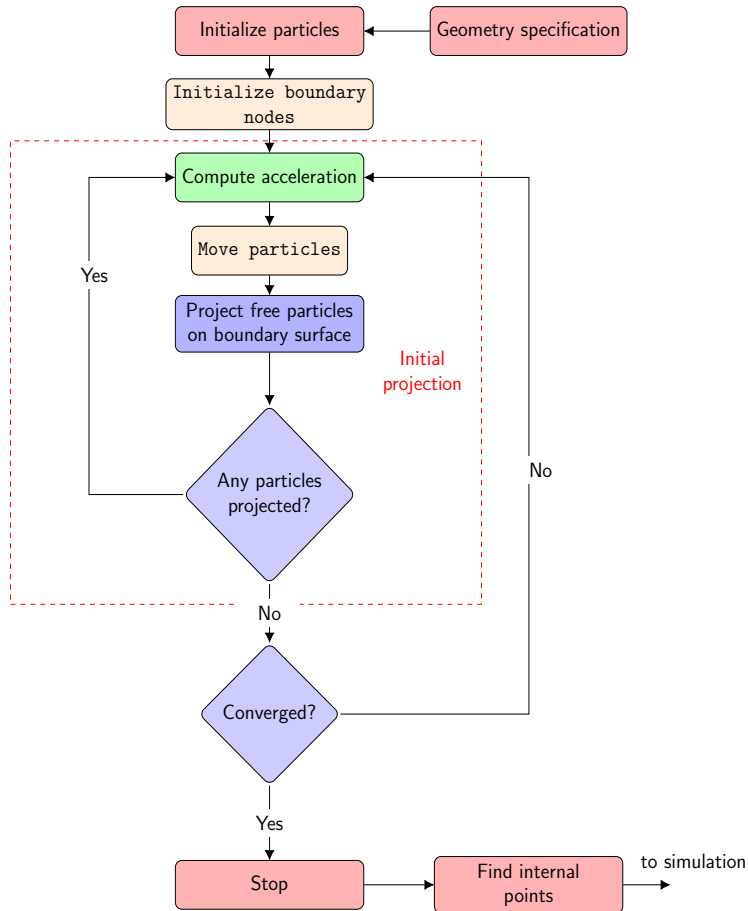 Initialize particles
Geometry specification
Initialize boundary
nodes
Compute acceleration
Move particles
Yes
Project free particles
on boundary surface
Initial
projection
Any particles
projected?
No
No
Converged?
Yes
Stop
Find internal
points
to simulation